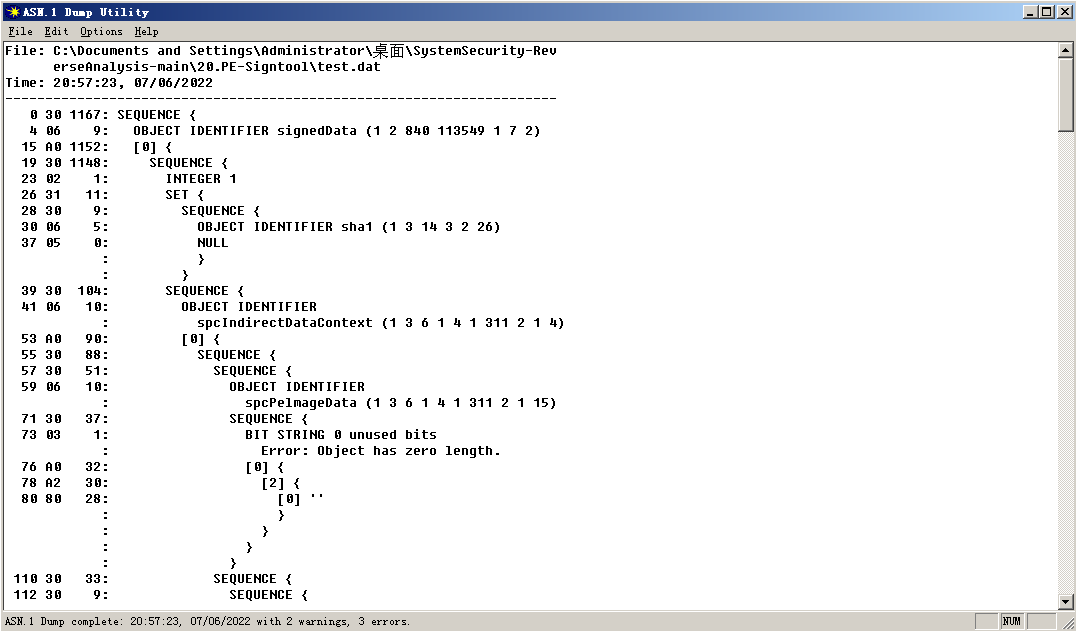 ASN.1 Dump Utility
File Edit Options Help
File: C:\Documents and Settings\Administrator\桌面\SystemSecurity-Rev
erseAnalysis-main\20.PE-Signtool\test.dat
Time: 20:57:23, 07/06/2022
---------------------------------------------------------------------
0 30 1167: SEQUENCE {
4 06 9: OBJECT IDENTIFIER signedData (1 2 840 113549 1 7 2)
15 A0 1152: [0] {
19 30 1148: SEQUENCE {
23 02 1: INTEGER 1
26 31 11: SET {
28 30 9: SEQUENCE {
30 06 5: OBJECT IDENTIFIER sha1 (1 3 14 3 2 26)
37 05 0: NULL
: }
: }
39 30 104: SEQUENCE {
41 06 10: OBJECT IDENTIFIER
: spcIndirectDataContext (1 3 6 1 4 1 311 2 1 4)
53 A0 90: [0] {
55 30 88: SEQUENCE {
57 30 51: SEQUENCE {
59 06 10: OBJECT IDENTIFIER
: spcPelmageData (1 3 6 1 4 1 311 2 1 15)
71 30 37: SEQUENCE {
73 03 1: BIT STRING 0 unused bits
: Error: Object has zero length.
76 A0 32: [0] {
78 A2 30: [2] {
80 80 28: [0] ''
: }
: }
: }
: }
110 30 33: SEQUENCE {
112 30 9: SEQUENCE {
ASN.1 Dump complete: 20:57:23, 07/06/2022 with 2 warnings, 3 errors.
NUM